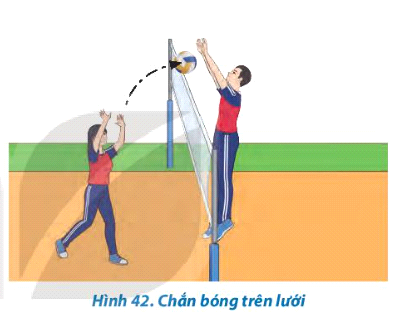 Hình 42. Chắn bóng trên lưới